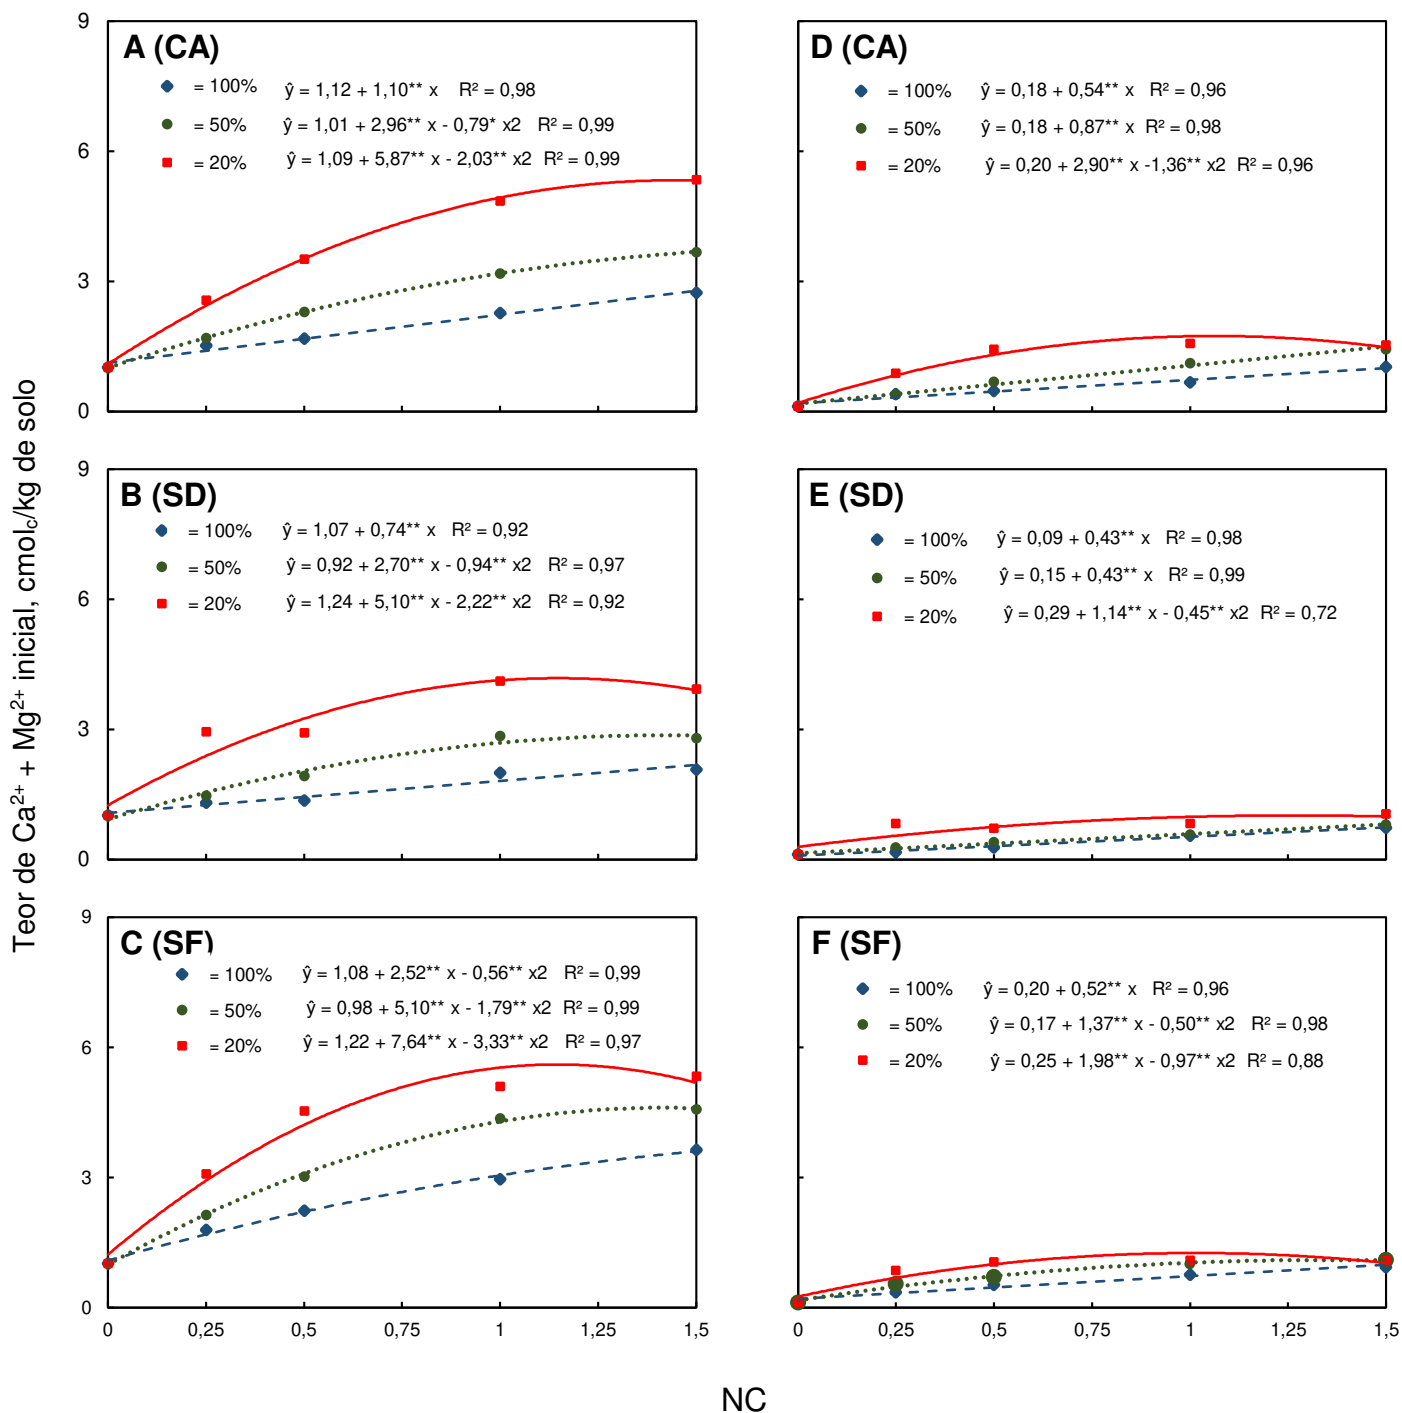 Teor de Ca²⁺ + Mg²⁺ inicial, cmol꜀/kg de solo
9
6
3
0
A (CA)
= 100% ŷ = 1,12 + 1,10** x R² = 0,98
= 50% ŷ = 1,01 + 2,96** x - 0,79* x2 R² = 0,99
= 20% ŷ = 1,09 + 5,87** x - 2,03** x2 R² = 0,99
D (CA)
= 100% ŷ = 0,18 + 0,54** x R² = 0,96
= 50% ŷ = 0,18 + 0,87** x R² = 0,98
= 20% ŷ = 0,20 + 2,90** x -1,36** x2 R² = 0,96
9
6
3
0
B (SD)
= 100% ŷ = 1,07 + 0,74** x R² = 0,92
= 50% ŷ = 0,92 + 2,70** x - 0,94** x2 R² = 0,97
= 20% ŷ = 1,24 + 5,10** x - 2,22** x2 R² = 0,92
E (SD)
= 100% ŷ = 0,09 + 0,43** x R² = 0,98
= 50% ŷ = 0,15 + 0,43** x R² = 0,99
= 20% ŷ = 0,29 + 1,14** x - 0,45** x2 R² = 0,72
9
6
3
0
C (SF)
= 100% ŷ = 1,08 + 2,52** x - 0,56** x2 R² = 0,99
= 50% ŷ = 0,98 + 5,10** x - 1,79** x2 R² = 0,99
= 20% ŷ = 1,22 + 7,64** x - 3,33** x2 R² = 0,97
F (SF)
= 100% ŷ = 0,20 + 0,52** x R² = 0,96
= 50% ŷ = 0,17 + 1,37** x - 0,50** x2 R² = 0,98
= 20% ŷ = 0,25 + 1,98** x - 0,97** x2 R² = 0,88
0 0,25 0,5 0,75 1 1,25 1,5
0 0,25 0,5 0,75 1 1,25 1,5
NC